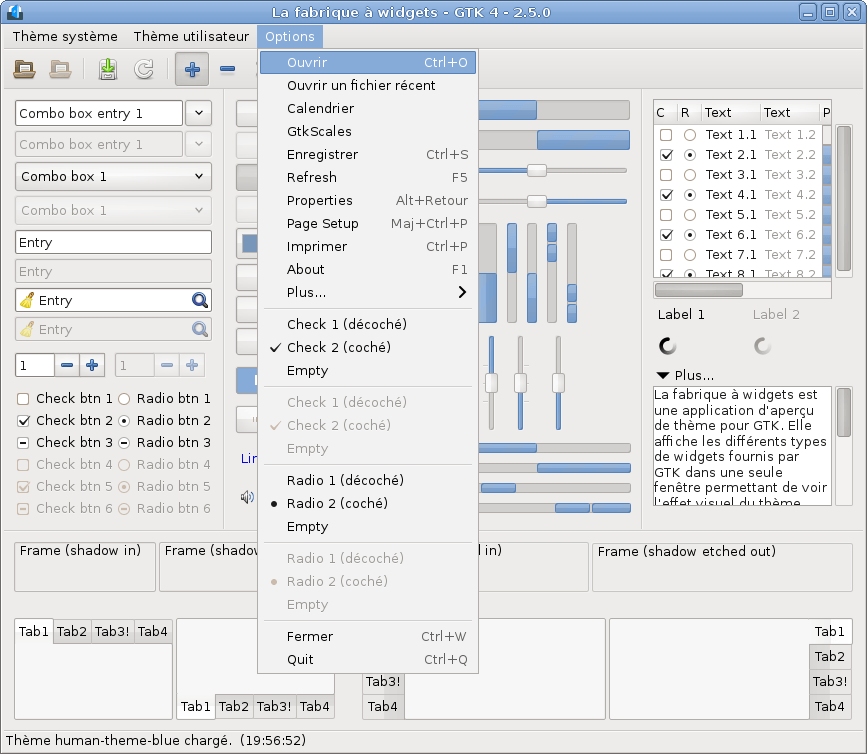 La fabrique à widgets - GTK 4 - 2.5.0
Thème système Thème utilisateur Options
Ouvrir Ctrl+O
Ouvrir un fichier récent
Calendrier
GtkScales
Enregistrer Ctrl+S
Refresh F5
Properties Alt+Retour
Page Setup Maj+Ctrl+P
Imprimer Ctrl+P
About F1
Plus...
Check 1 (décoché)
Check 2 (coché)
Empty
Check 1 (décoché)
Check 2 (coché)
Empty
Radio 1 (décoché)
Radio 2 (coché)
Empty
Radio 1 (décoché)
Radio 2 (coché)
Empty
Fermer Ctrl+W
Quit Ctrl+Q
Combo box entry 1
Combo box entry 1
Combo box 1
Combo box 1
Entry
Entry
Entry
Entry
1 1
Check btn 1 Radio btn 1
Check btn 2 Radio btn 2
Check btn 3 Radio btn 3
Check btn 4 Radio btn 4
Check btn 5 Radio btn 5
Check btn 6 Radio btn 6
C R Text Text P
Text 1.1 Text 1.2
Text 2.1 Text 2.2
Text 3.1 Text 3.2
Text 4.1 Text 4.2
Text 5.1 Text 5.2
Text 6.1 Text 6.2
Text 7.1 Text 7.2
Text 8.1 Text 8.2
Label 1 Label 2
Plus...
La fabrique à widgets est
une application d'aperçu
de thème pour GTK. Elle
affiche les différents types
de widgets fournis par
GTK dans une seule
fenêtre permettant de voir
l'effet visuel du thème
Frame (shadow in) Frame (shadow in) Frame (shadow etched out)
Tab1 Tab2 Tab3! Tab4
Tab1 Tab2 Tab3! Tab4
Tab3!
Tab4
Tab1
Tab2
Tab3!
Tab4
Thème human-theme-blue chargé. (19:56:52)